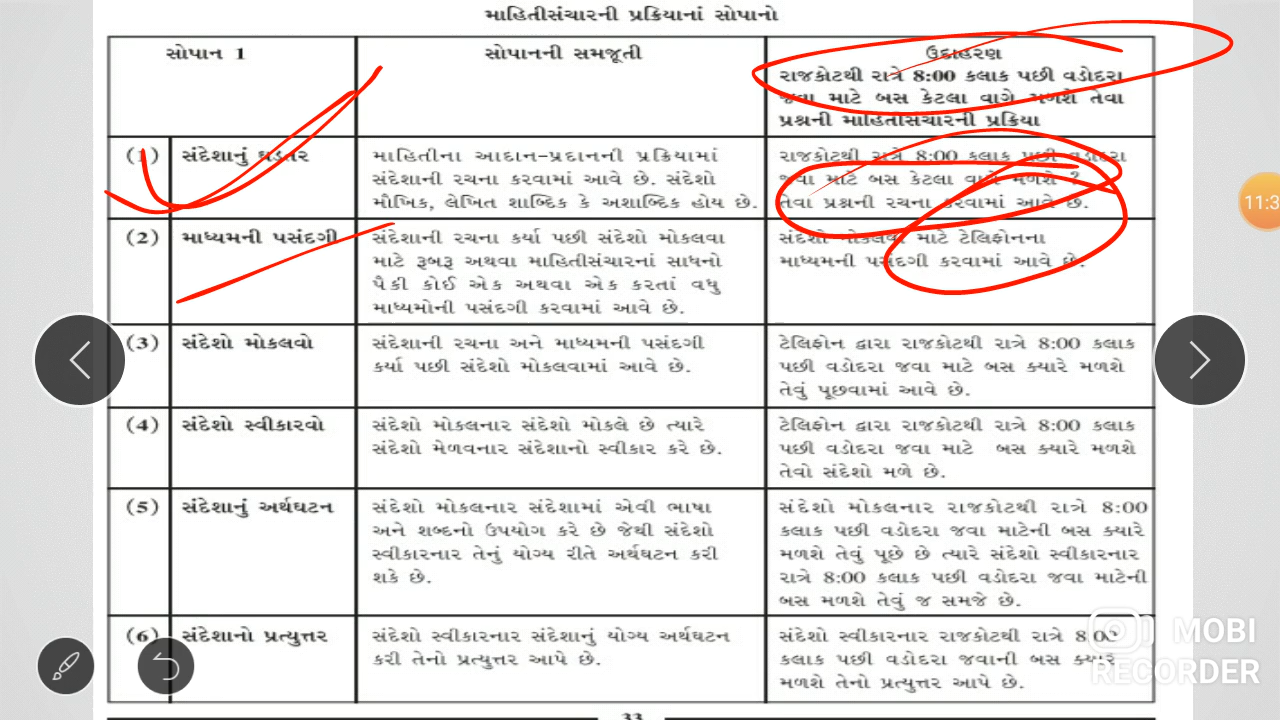 માહિતીસંચારની પ્રક્રિયાનાં સોપાનો
સોપાન 1
સોપાનની સમજૂતી
ઉદાહરણ
રાજકોટથી રાત્રે 8:00 કલાક પછી વડોદરા
જવા માટે બસ કેટલા વાગે મળશે તેવા
પ્રશ્નની માહિતીસંચારની પ્રક્રિયા
(1)
સંદેશાનું ઘડતર
માહિતીના આદાન-પ્રદાનની પ્રક્રિયામાં
સંદેશાની રચના કરવામાં આવે છે. સંદેશો
મૌખિક, લેખિત શાબ્દિક કે અશાબ્દિક હોય છે.
રાજકોટથી રાત્રે 8:00 કલાક પછી વડોદરા
જવા માટે બસ કેટલા વાગે મળશે ?
તેવા પ્રશ્નની રચના કરવામાં આવે છે.
(2)
માધ્યમની પસંદગી
સંદેશાની રચના કર્યા પછી સંદેશો મોકલવા
માટે રૂબરૂ અથવા માહિતીસંચારનાં સાધનો
પૈકી કોઈ એક અથવા એક કરતાં વધુ
માધ્યમોની પસંદગી કરવામાં આવે છે.
સંદેશો મોકલવા માટે ટેલિફોનના
માધ્યમની પસંદગી કરવામાં આવે છે.
(3)
સંદેશો મોકલવો
સંદેશાની રચના અને માધ્યમની પસંદગી
કર્યા પછી સંદેશો મોકલવામાં આવે છે.
ટેલિફોન દ્વારા રાજકોટથી રાત્રે 8:00 કલાક
પછી વડોદરા જવા માટે બસ ક્યારે મળશે
તેવું પૂછવામાં આવે છે.
(4)
સંદેશો સ્વીકારવો
સંદેશો મોકલનાર સંદેશો મોકલે છે ત્યારે
સંદેશો મેળવનાર સંદેશાનો સ્વીકાર કરે છે.
ટેલિફોન દ્વારા રાજકોટથી રાત્રે 8:00 કલાક
પછી વડોદરા જવા માટે બસ ક્યારે મળશે
તેવો સંદેશો મળે છે.
(5)
સંદેશાનું અર્થઘટન
સંદેશો મોકલનાર સંદેશામાં એવી ભાષા
અને શબ્દનો ઉપયોગ કરે છે જેથી સંદેશો
સ્વીકારનાર તેનું યોગ્ય રીતે અર્થઘટન કરી
શકે છે.
સંદેશો મોકલનાર રાજકોટથી રાત્રે 8:00
કલાક પછી વડોદરા જવા માટેની બસ ક્યારે
મળશે તેવું પૂછે છે ત્યારે સંદેશો સ્વીકારનાર
રાત્રે 8:00 કલાક પછી વડોદરા જવા માટેની
બસ મળશે તેવું જ સમજે છે.
(6)
સંદેશાનો પ્રત્યુત્તર
સંદેશો સ્વીકારનાર સંદેશાનું યોગ્ય અર્થઘટન
કરી તેનો પ્રત્યુત્તર આપે છે.
સંદેશો સ્વીકારનાર રાજકોટથી રાત્રે 8:00
કલાક પછી વડોદરા જવાની બસ ક્યારે
મળશે તેનો પ્રત્યુત્તર આપે છે.
33
11:3
MOBI
RECORDER